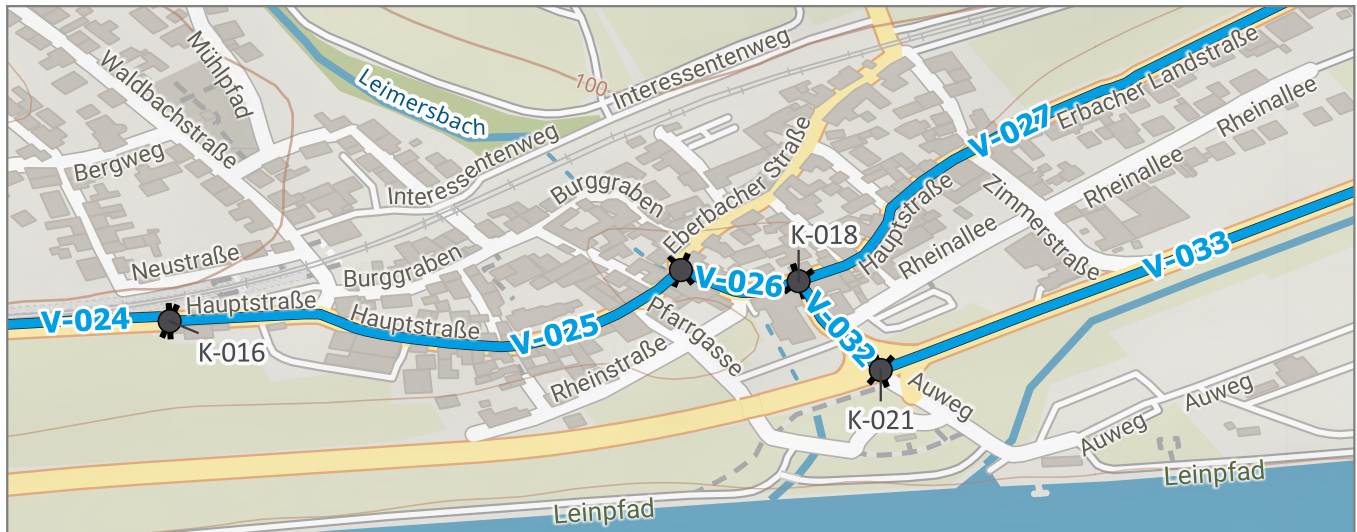 Mühlpfad
Waldbachstraße
Leimersbach
100
Interessentenweg
V-027
Erbacher Landstraße
Rheinallee
Bergweg
Interessentenweg
Burggraben
Eberbacher Straße
Zimmerstraße
Rheinallee
Hauptstraße
Rheinallee
K-018
Neustraße
Burggraben
V-026
V-033
Hauptstraße
V-024
K-016
Hauptstraße
V-025
Pfarrgasse
V-032
Rheinstraße
K-021
Auweg
Auweg
Auweg
Leinpfad
Leinpfad